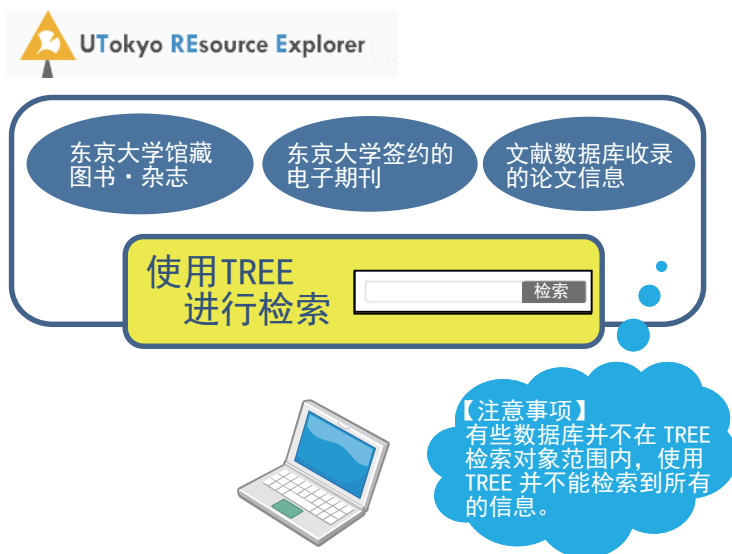 UTokyo REsource Explorer
东京大学馆藏
图书・杂志
东京大学签约的
电子期刊
文献数据库收录
的论文信息
使用TREE
进行检索
检索
【注意事项】
有些数据库并不在 TREE
检索对象范围内，使用
TREE 并不能检索到所有
的信息。